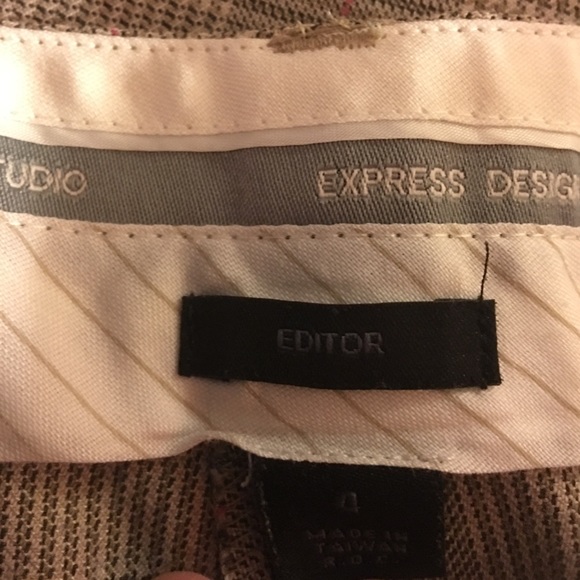 TUDIO EXPRESS DESIG
EDITOR
4
MADE IN
TAIWAN
R.O.C.